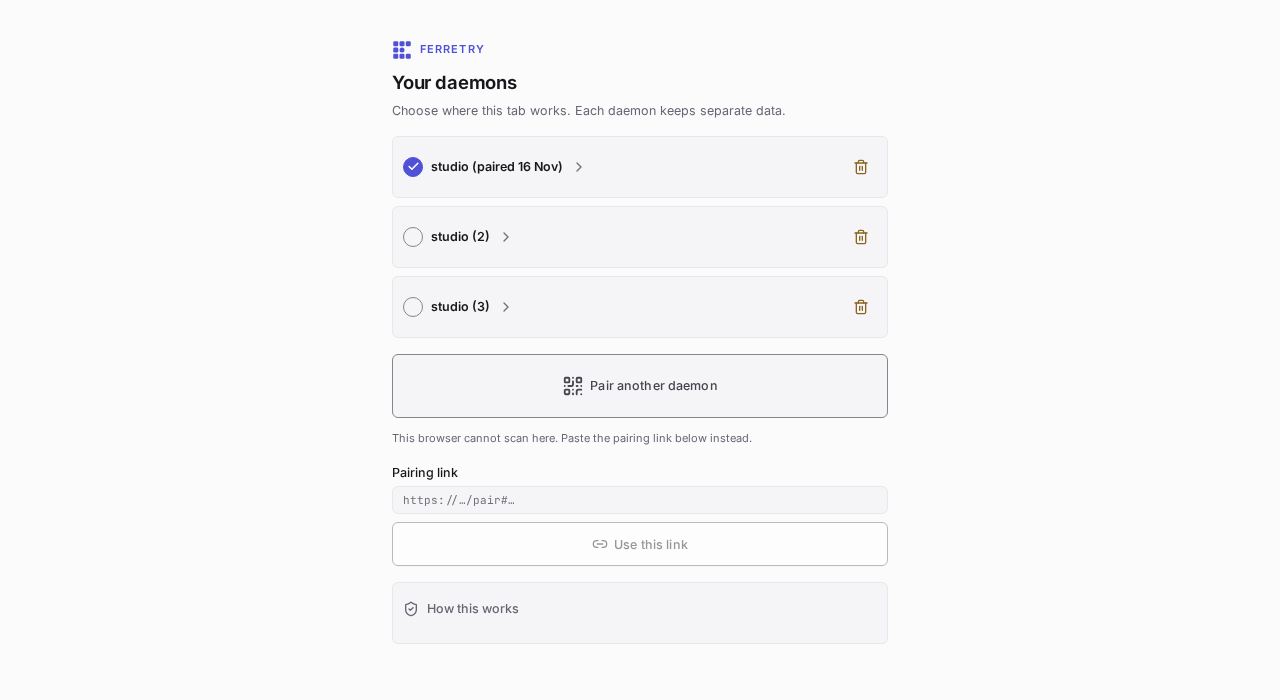 FERRETRY
Your daemons
Choose where this tab works. Each daemon keeps separate data.
studio (paired 16 Nov)
studio (2)
studio (3)
Pair another daemon
This browser cannot scan here. Paste the pairing link below instead.
Pairing link
https://…/pair#…
Use this link
How this works